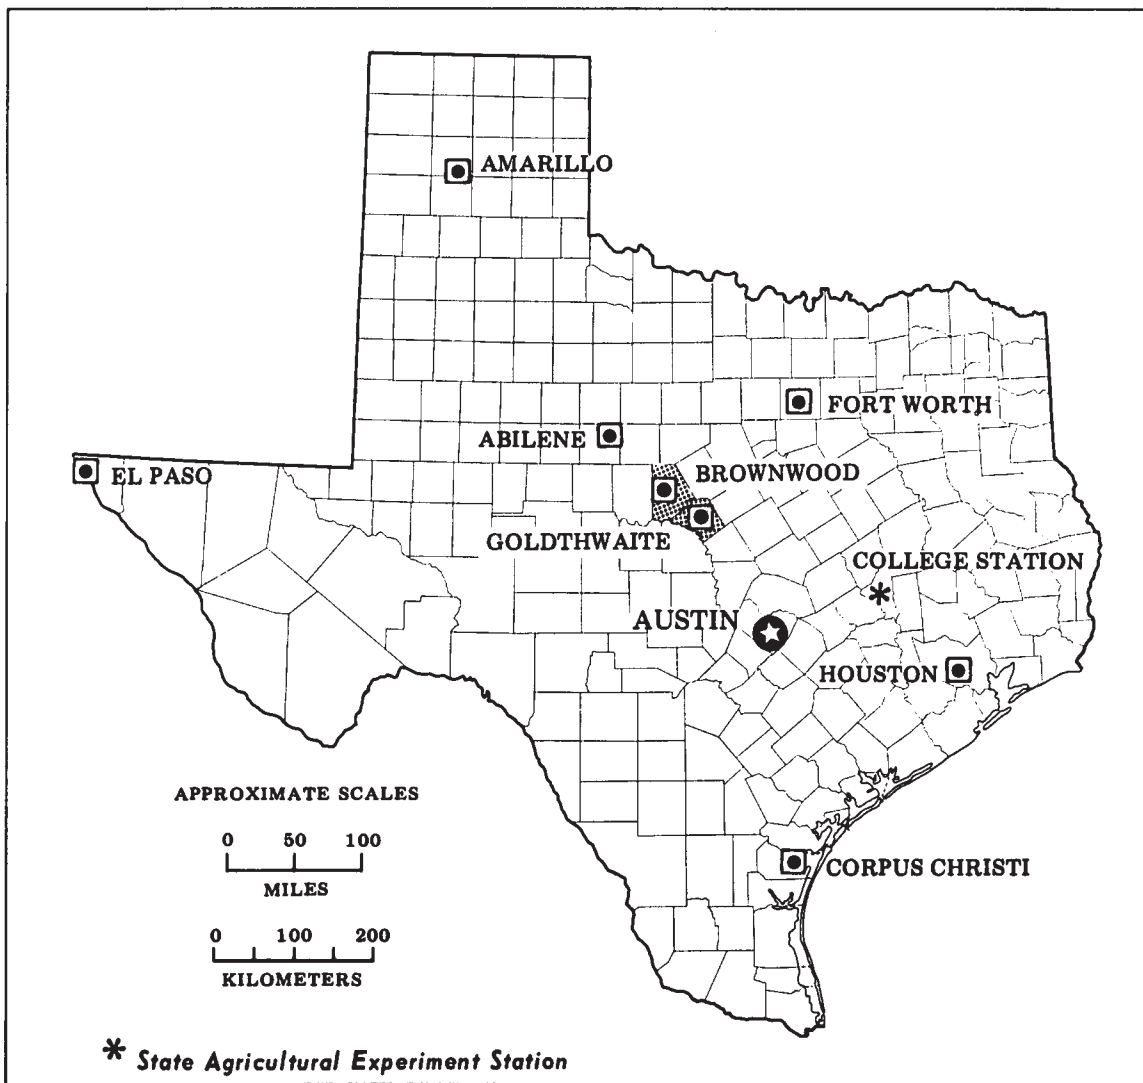 AMARILLO
FORT WORTH
ABILENE
BROWNWOOD
EL PASO
GOLDTHWAITE
COLLEGE STATION
AUSTIN
HOUSTON
APPROXIMATE SCALES
0 50 100
MILES
CORPUS CHRISTI
0 100 200
KILOMETERS
* State Agricultural Experiment Station